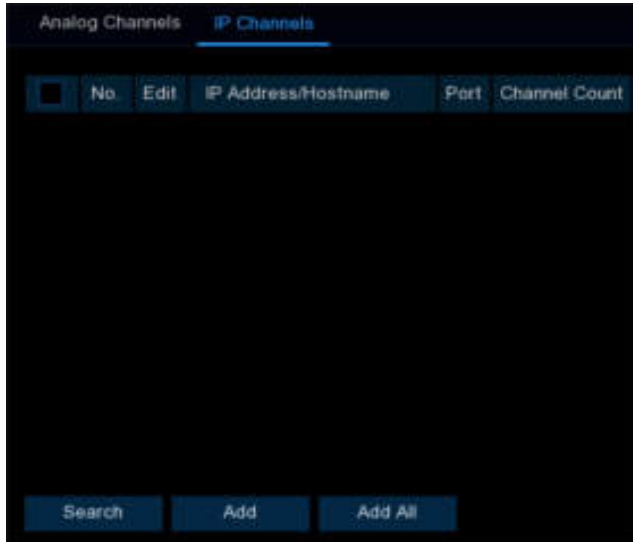 Analog Channels IP Channels
No. Edit IP Address/Hostname Port Channel Count
Search Add Add All